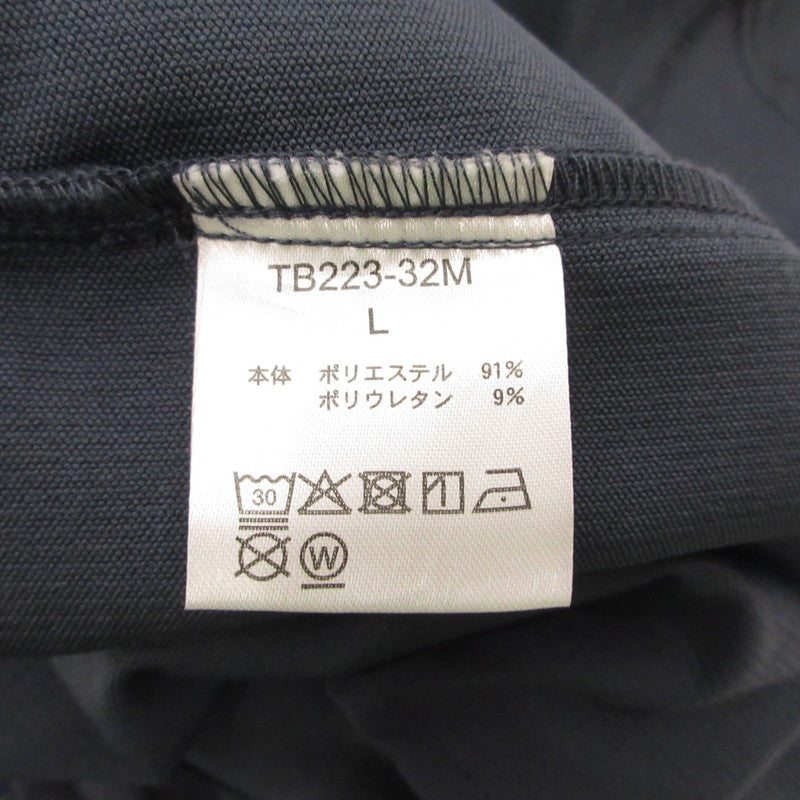 TB223-32M
L
本体 ポリエステル 91%
ポリウレタン 9%
30
W